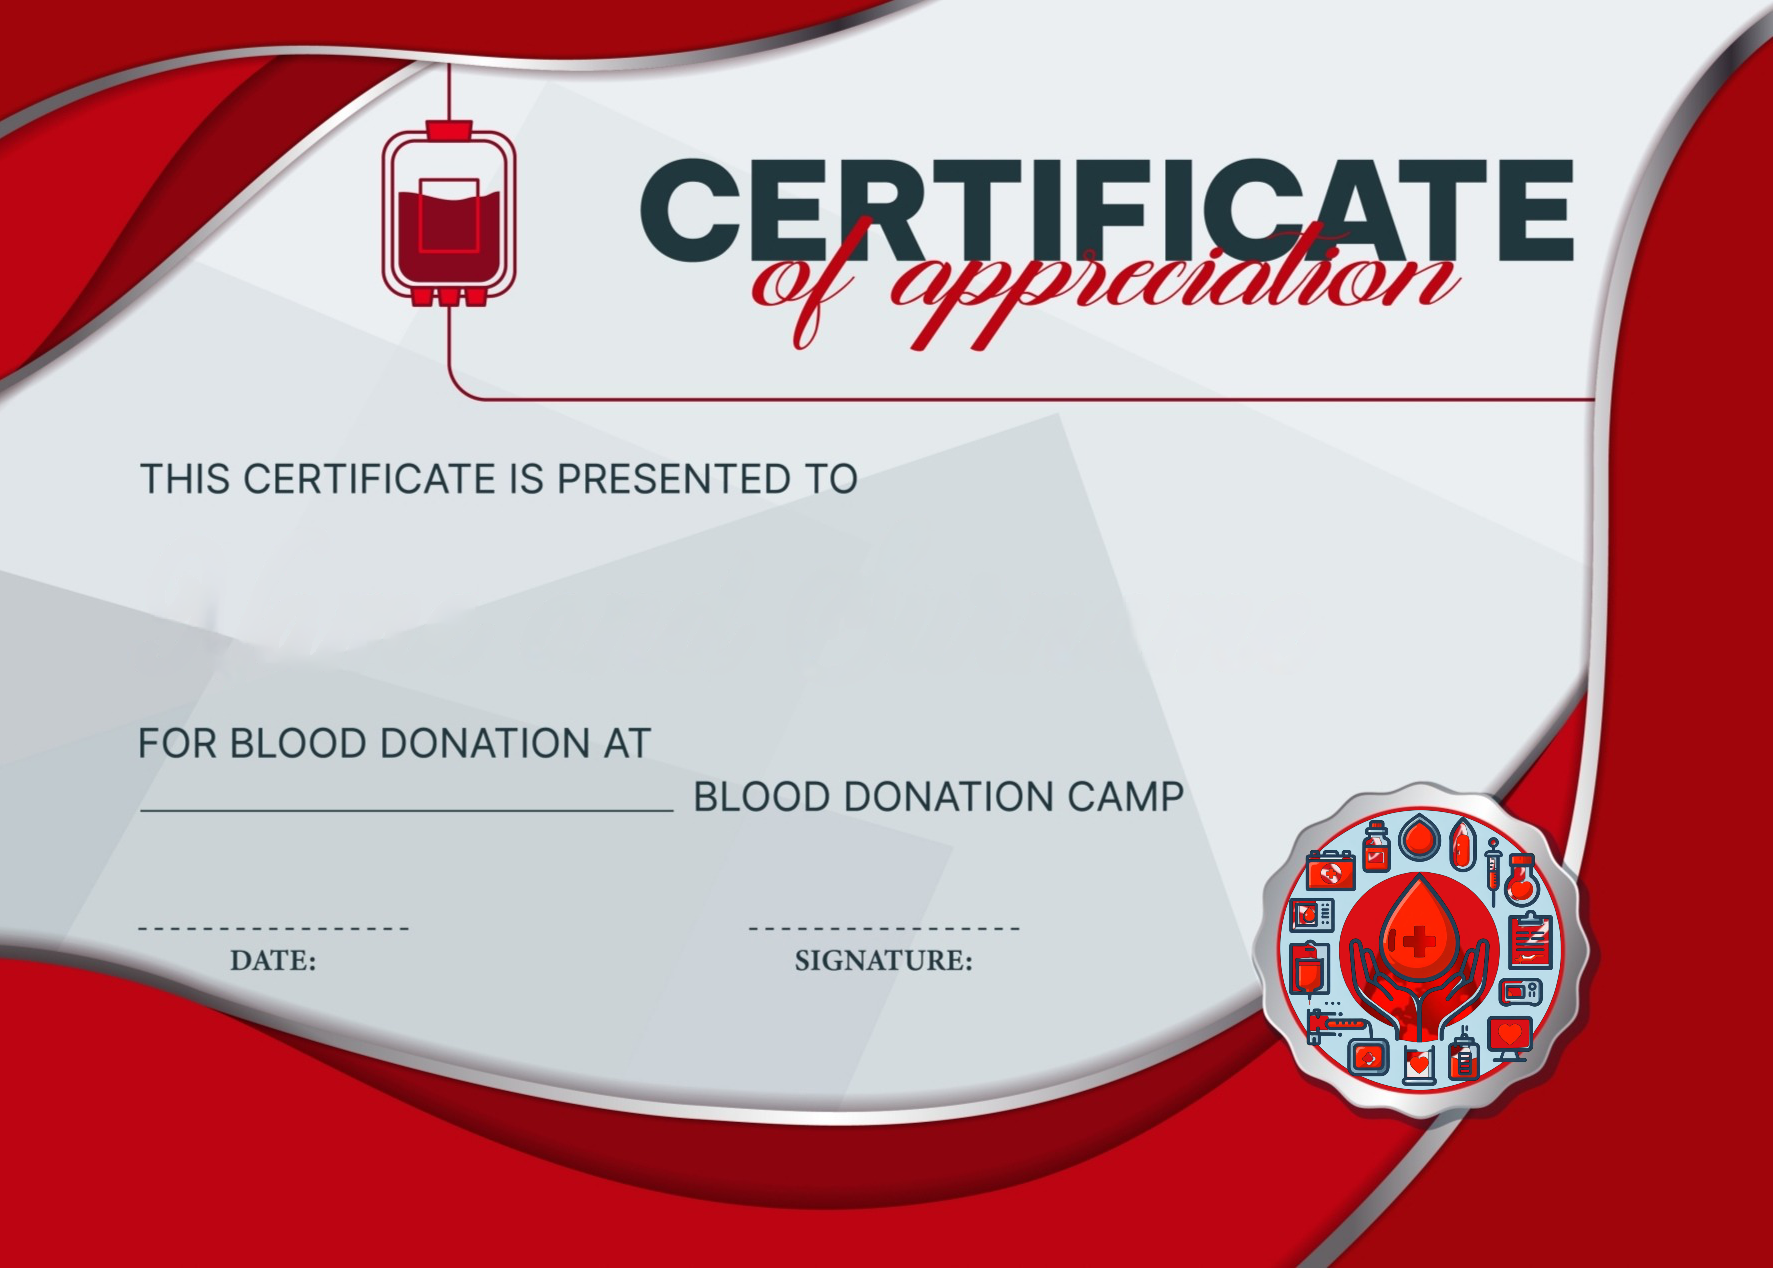 CERTIFICATE
of appreciation
THIS CERTIFICATE IS PRESENTED TO
FOR BLOOD DONATION AT
BLOOD DONATION CAMP
DATE:
SIGNATURE: